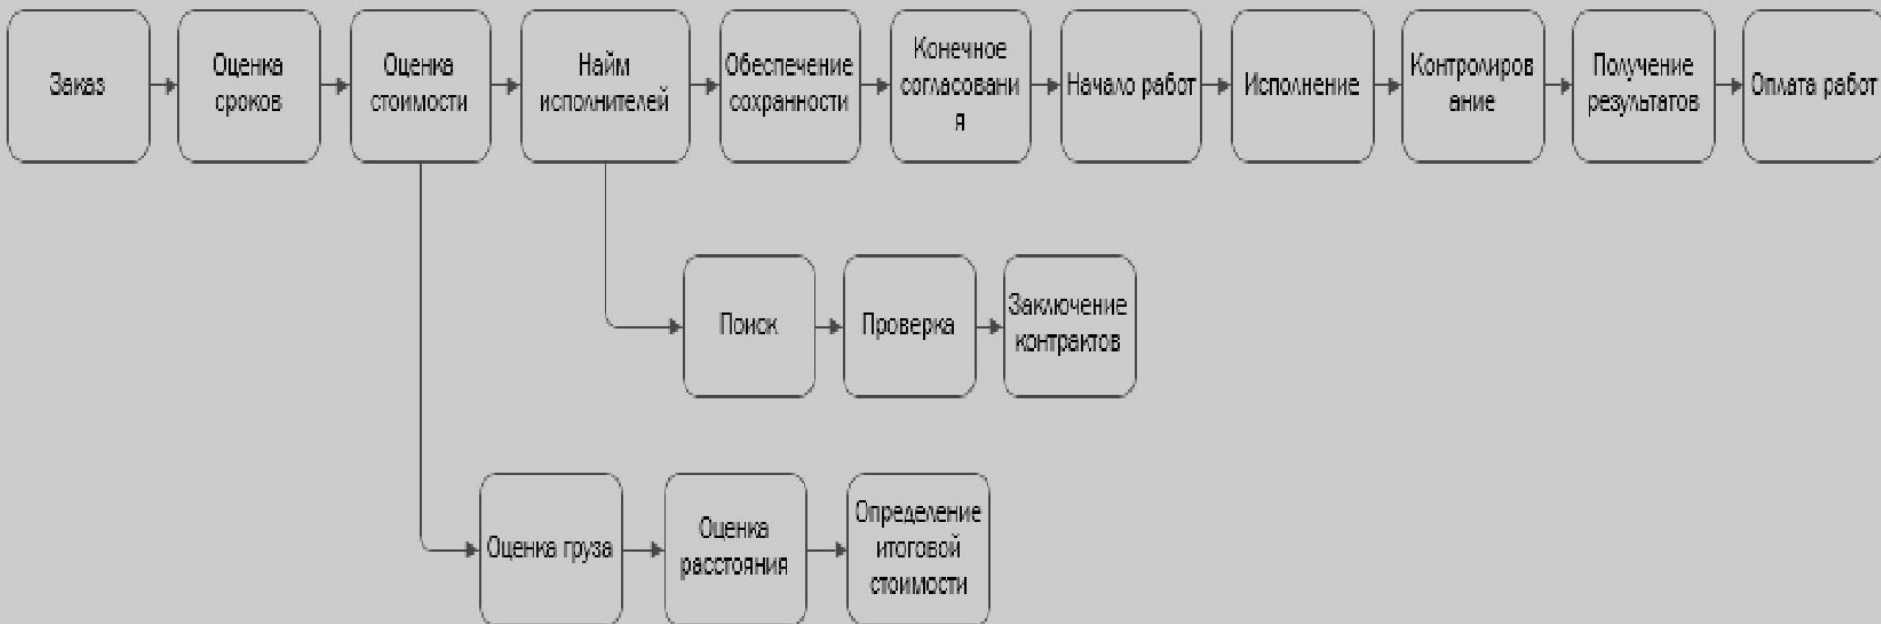 Заказ
Оценка
сроков
Оценка
стоимости
Найм
исполнителей
Обеспечение
сохранности
Конечное
согласовани
я
Начало работ
Исполнение
Контролиров
ание
Получение
результатов
Оплата работ
Поиск
Проверка
Заключение
контрактов
Оценка груза
Оценка
расстояния
Определение
итоговой
стоимости